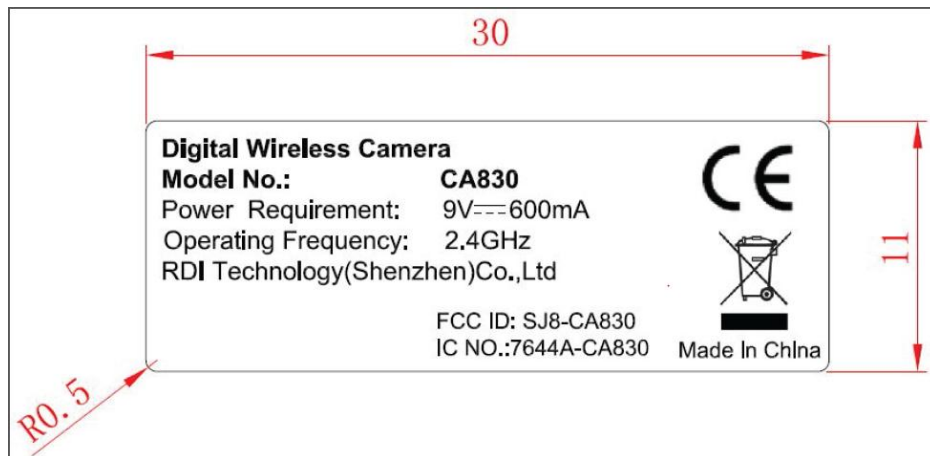 30
Digital Wireless Camera
Model No.: CA830
Power Requirement: 9V⎓600mA
Operating Frequency: 2.4GHz
RDI Technology(Shenzhen)Co.,Ltd
FCC ID: SJ8-CA830
IC NO.:7644A-CA830
CE
Made In China
11
R0.5